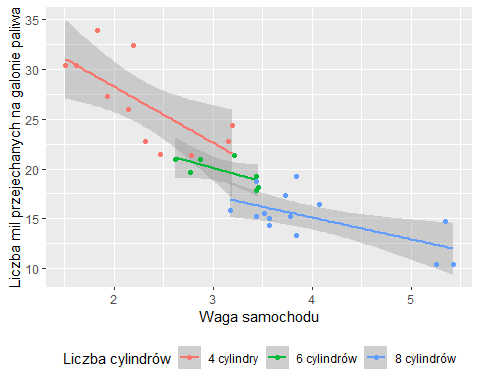 Liczba mil przejechanych na galonie paliwa
35
30
25
20
15
10
2 3 4 5
Waga samochodu
Liczba cylindrów 4 cylindry 6 cylindrów 8 cylindrów